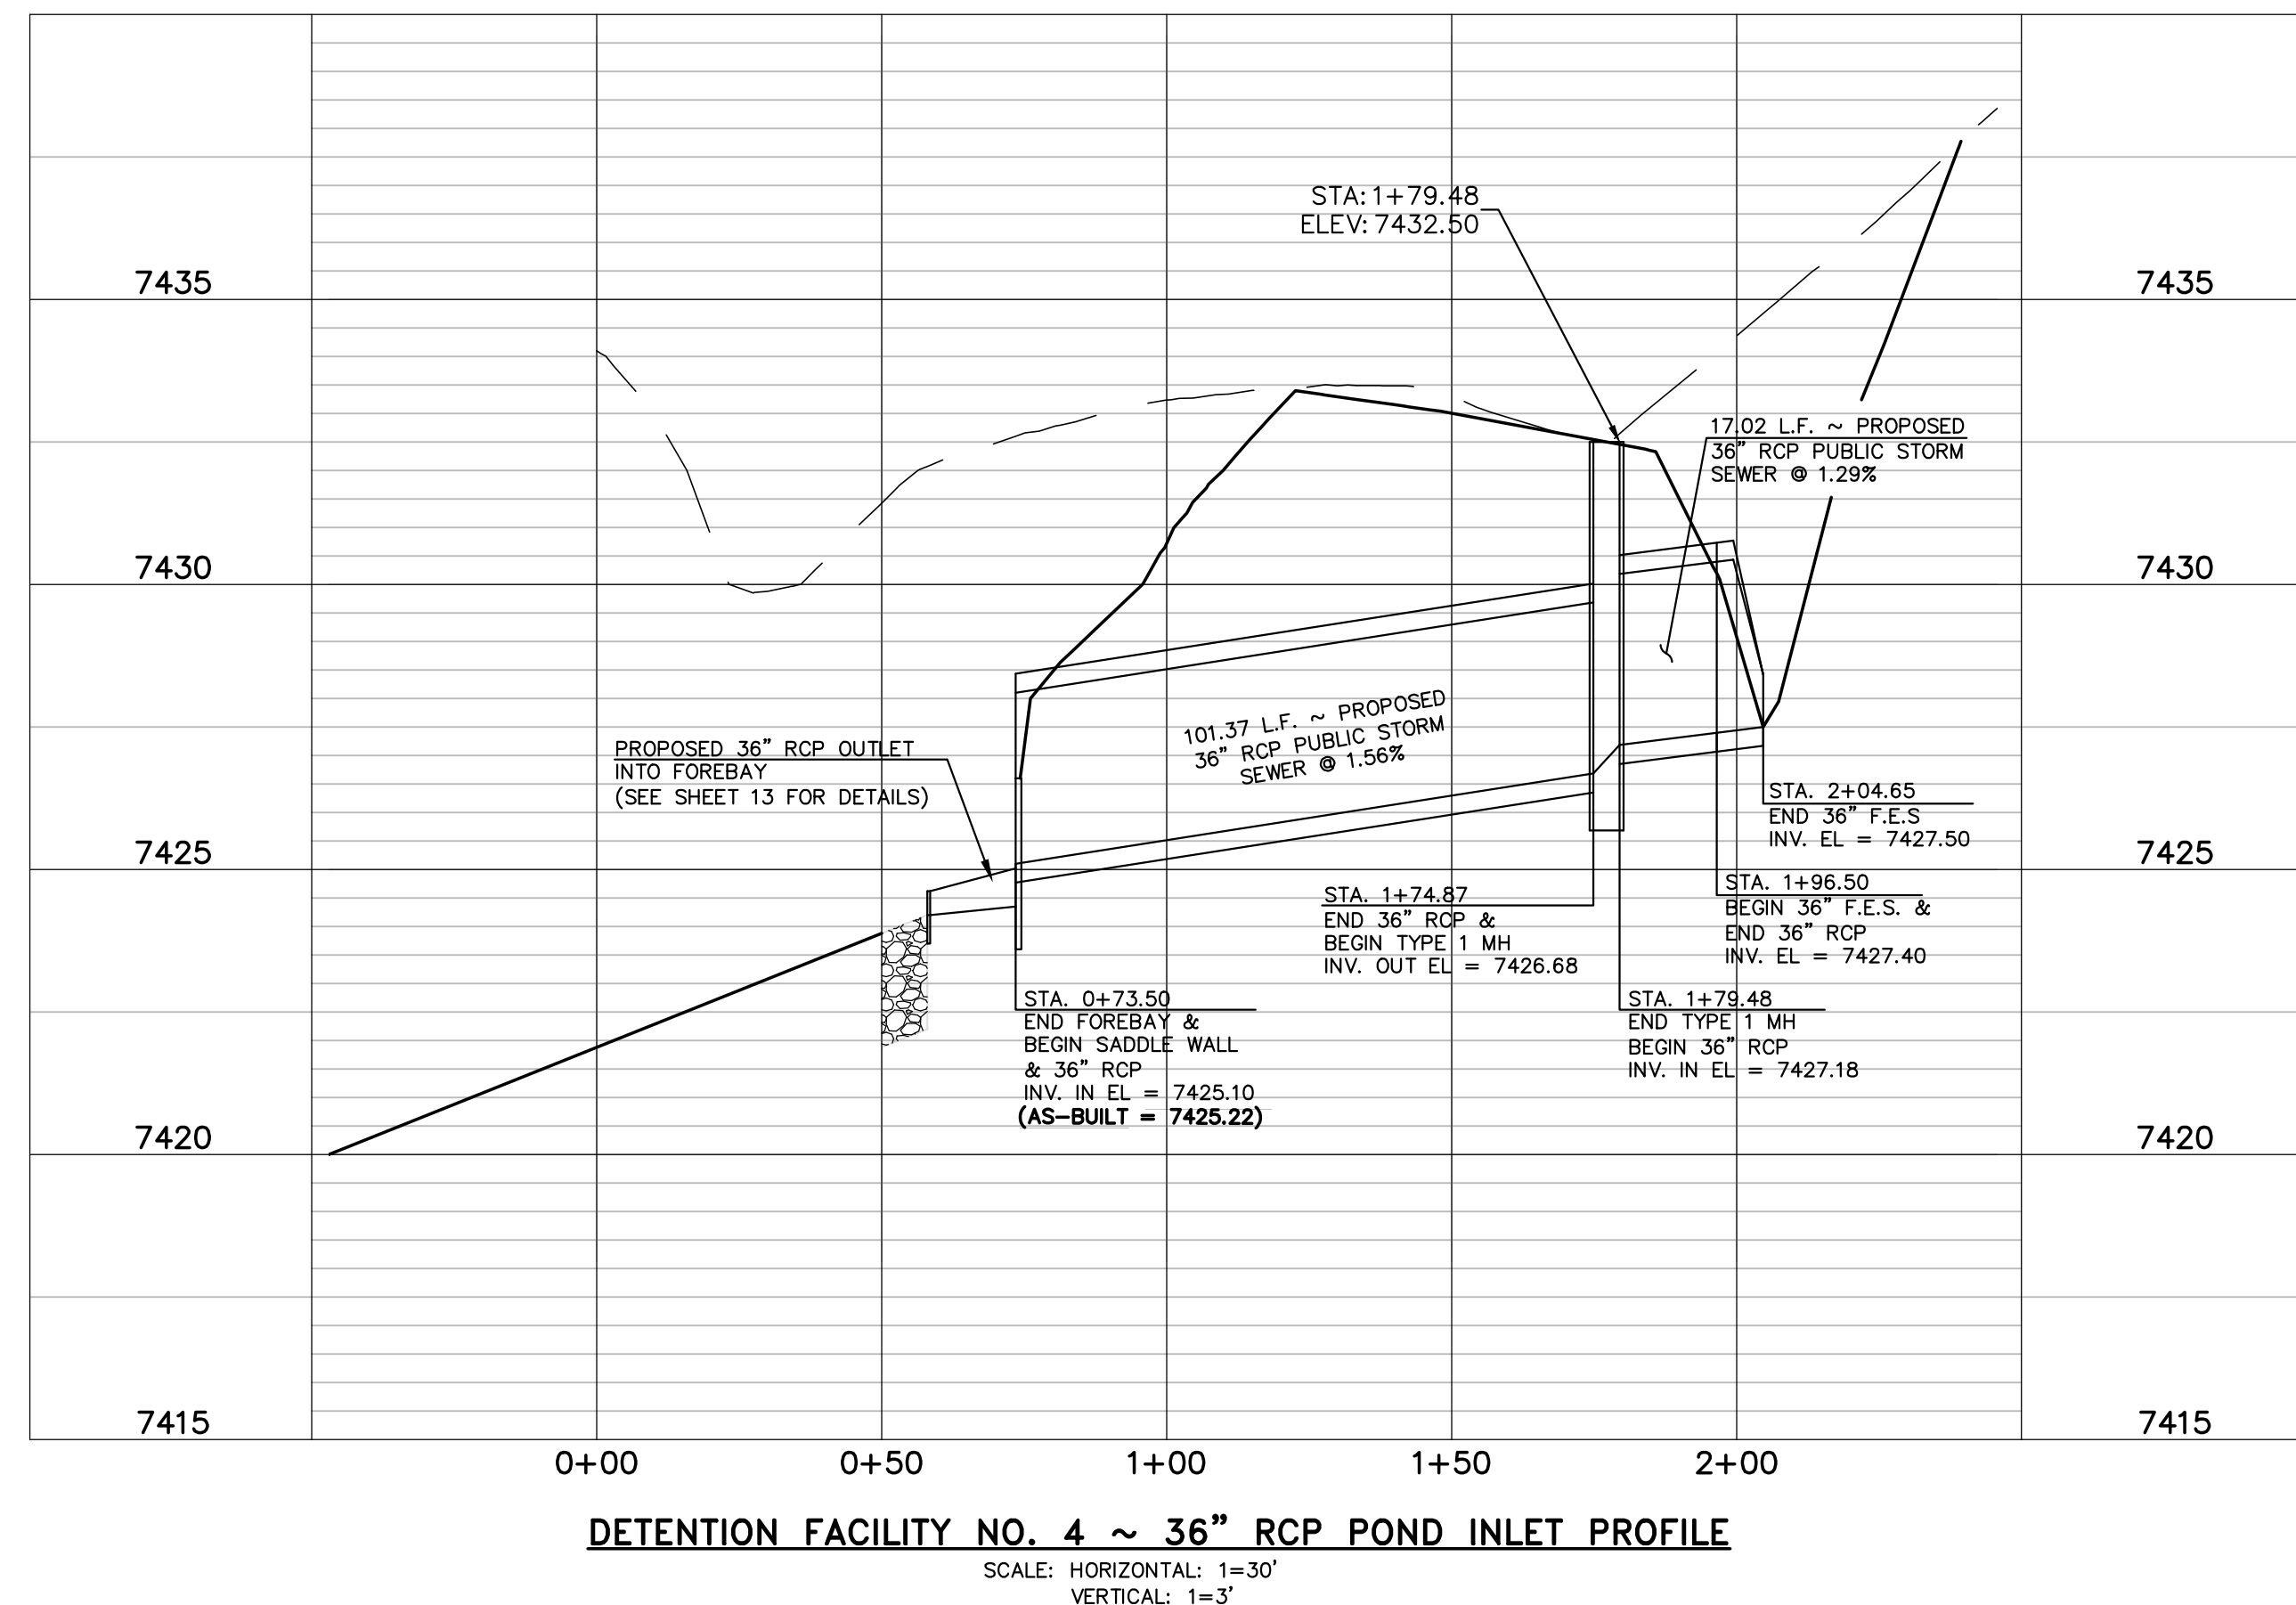 STA: 1+79.48
ELEV: 7432.50
7435
7435
17.02 L.F. ~ PROPOSED
36" RCP PUBLIC STORM
SEWER @ 1.29%
7430
7430
101.37 L.F. ~ PROPOSED
36" RCP PUBLIC STORM
SEWER @ 1.56%
PROPOSED 36" RCP OUTLET
INTO FOREBAY
(SEE SHEET 13 FOR DETAILS)
STA. 2+04.65
END 36" F.E.S
INV. EL = 7427.50
7425
7425
STA. 1+74.87
END 36" RCP &
BEGIN TYPE 1 MH
INV. OUT EL = 7426.68
STA. 1+96.50
BEGIN 36" F.E.S. &
END 36" RCP
INV. EL = 7427.40
STA. 0+73.50
END FOREBAY &
BEGIN SADDLE WALL
& 36" RCP
INV. IN EL = 7425.10
(AS-BUILT = 7425.22)
STA. 1+79.48
END TYPE 1 MH
BEGIN 36" RCP
INV. IN EL = 7427.18
7420
7420
7415
7415
0+00
0+50
1+00
1+50
2+00
DETENTION FACILITY NO. 4 ~ 36" RCP POND INLET PROFILE
SCALE: HORIZONTAL: 1=30'
VERTICAL: 1=3'